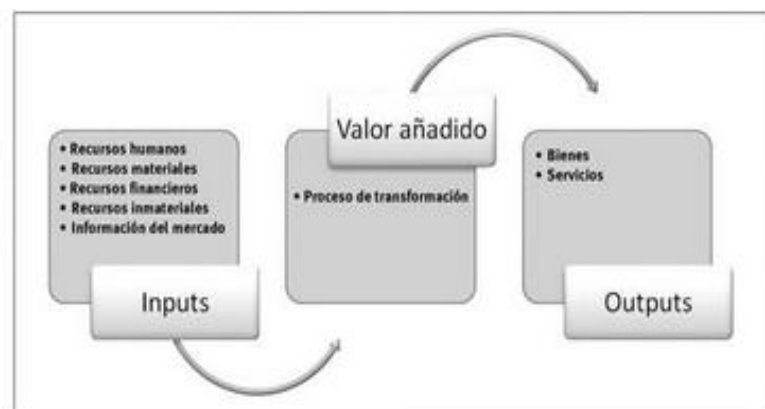 • Recursos humanos
• Recursos materiales
• Recursos financieros
• Recursos inmateriales
• Información del mercado
Inputs
Valor añadido
• Proceso de transformación
• Bienes
• Servicios
Outputs